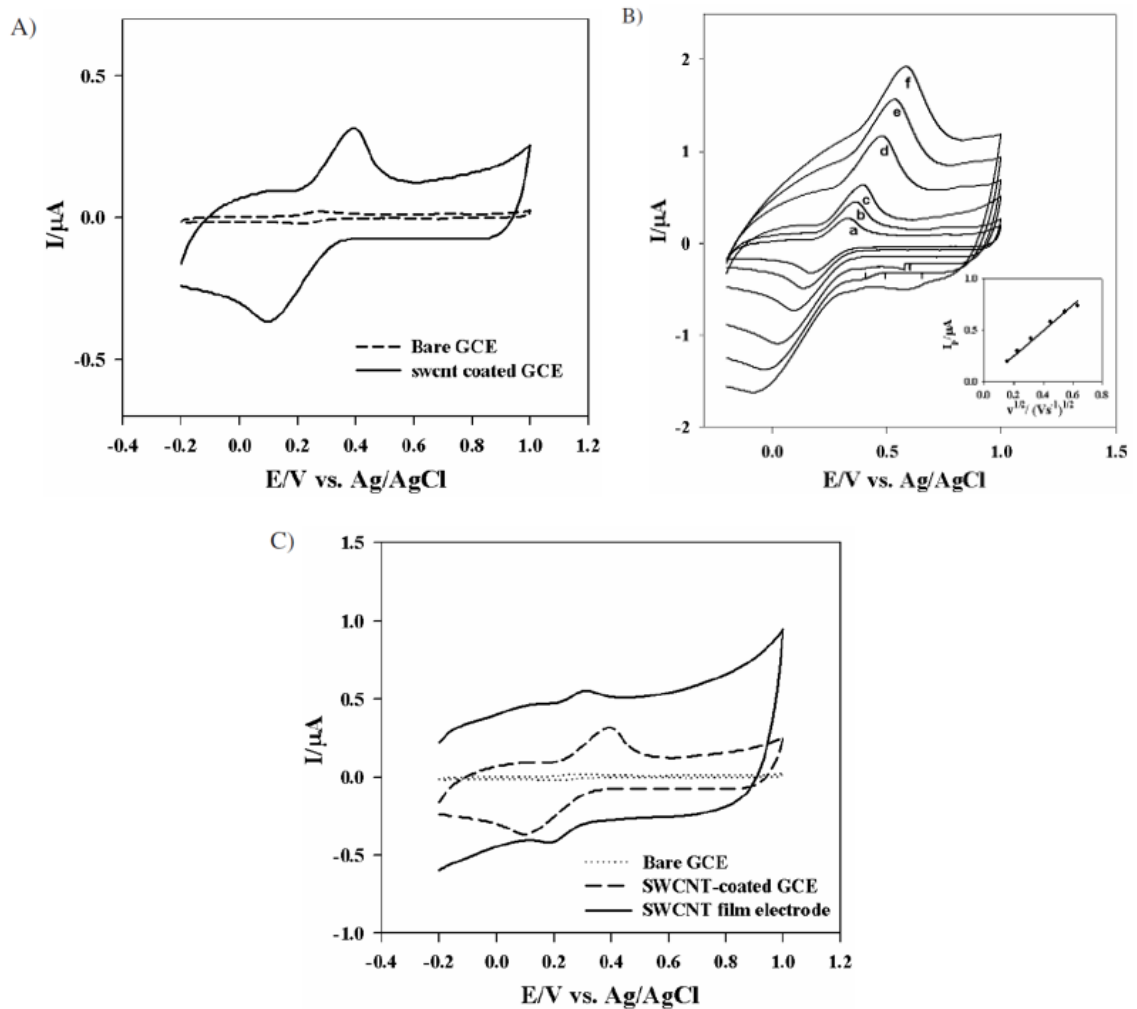 A)
0.5
0.0
-0.5
I/µA
Bare GCE
swcnt coated GCE
-0.4 -0.2 0.0 0.2 0.4 0.6 0.8 1.0 1.2
E/V vs. Ag/AgCl
B)
2
1
0
-1
-2
I/µA
f
e
d
c
b
a
1.0
0.5
0.0
Ip/µA
0.0 0.2 0.4 0.6 0.8
v1/2/ (Vs-1)1/2
0.0 0.5 1.0 1.5
E/V vs. Ag/AgCl
C)
1.5
1.0
0.5
0.0
-0.5
-1.0
I/µA
Bare GCE
SWCNT-coated GCE
SWCNT film electrode
-0.4 -0.2 0.0 0.2 0.4 0.6 0.8 1.0 1.2
E/V vs. Ag/AgCl